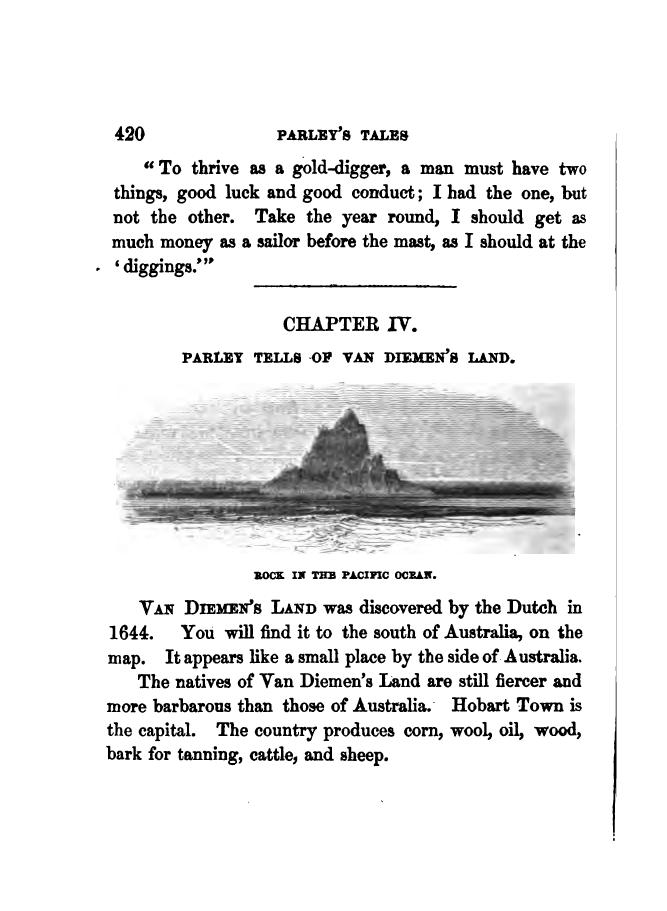 420 PARLEY'S TALES
"To thrive as a gold-digger, a man must have two
things, good luck and good conduct; I had the one, but
not the other. Take the year round, I should get as
much money as a sailor before the mast, as I should at the
'diggings.'"
CHAPTER IV.
PARLEY TELLS OF VAN DIEMEN'S LAND.
ROCK IN THE PACIFIC OCEAN.
VAN DIEMEN'S LAND was discovered by the Dutch in
1644. You will find it to the south of Australia, on the
map. It appears like a small place by the side of Australia.
The natives of Van Diemen's Land are still fiercer and
more barbarous than those of Australia. Hobart Town is
the capital. The country produces corn, wool, oil, wood,
bark for tanning, cattle, and sheep.